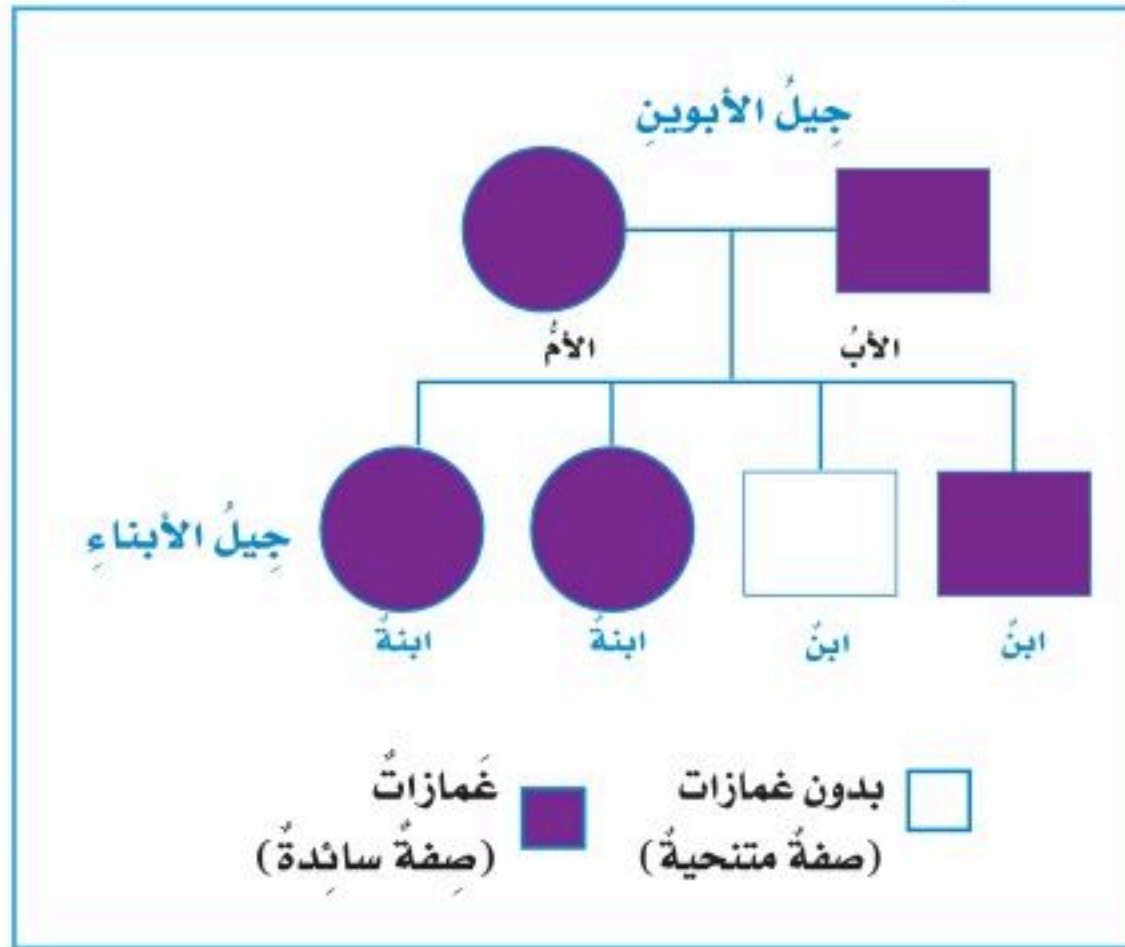 جِيلُ الأبوينِ
الأبُ
الأمُّ
جِيلُ الأبناءِ
ابنٌ
ابنٌ
ابنةٌ
ابنةٌ
بدون غمازات
(صفةٌ متنحيةٌ)
غَمازاتٌ
(صِفةٌ سائِدةٌ)